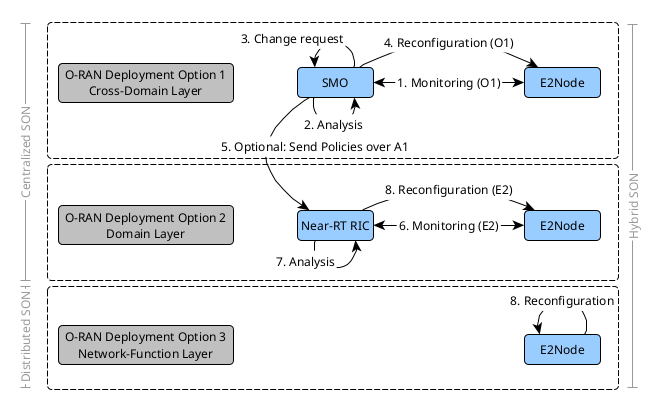 3. Change request
4. Reconfiguration (O1)
O-RAN Deployment Option 1
Cross-Domain Layer
SMO
1. Monitoring (O1)
E2Node
2. Analysis
5. Optional: Send Policies over A1
Centralized SON
8. Reconfiguration (E2)
O-RAN Deployment Option 2
Domain Layer
Near-RT RIC
6. Monitoring (E2)
E2Node
7. Analysis
Hybrid SON
8. Reconfiguration
O-RAN Deployment Option 3
Network-Function Layer
E2Node
Distributed SON